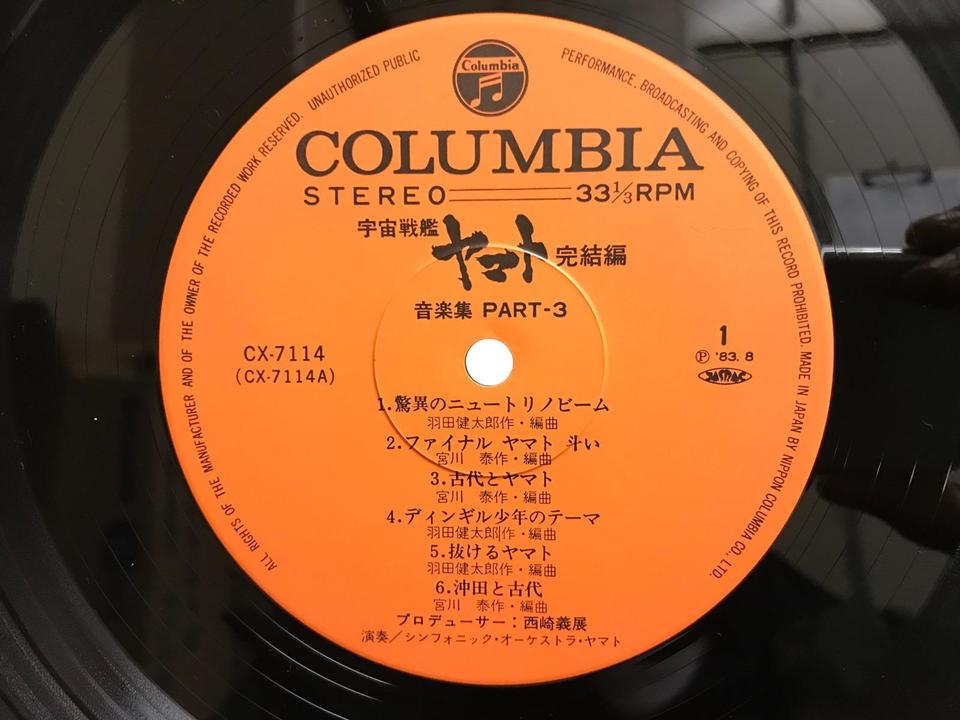 Columbia
ALL RIGHTS OF THE MANUFACTURER AND OF THE OWNER OF THE RECORDED WORK RESERVED. UNAUTHORIZED PUBLIC PERFORMANCE, BROADCASTING AND COPYING OF THIS RECORD PROHIBITED. MADE IN JAPAN BY NIPPON COLUMBIA CO., LTD.
COLUMBIA
STEREO 33⅓RPM
宇宙戦艦 ヤマト 完結編
音楽集 PART-3
CX-7114
(CX-7114A)
1
Ⓟ '83. 8
JASRAC
1.驚異のニュートリノビーム
羽田健太郎作・編曲
2.ファイナル ヤマト 斗い
宮川 泰作・編曲
3.古代とヤマト
宮川 泰作・編曲
4.ディンギル少年のテーマ
羽田健太郎作・編曲
5.抜けるヤマト
羽田健太郎作・編曲
6.沖田と古代
宮川 泰作・編曲
プロデューサー：西崎義展
演奏／シンフォニック・オーケストラ・ヤマト